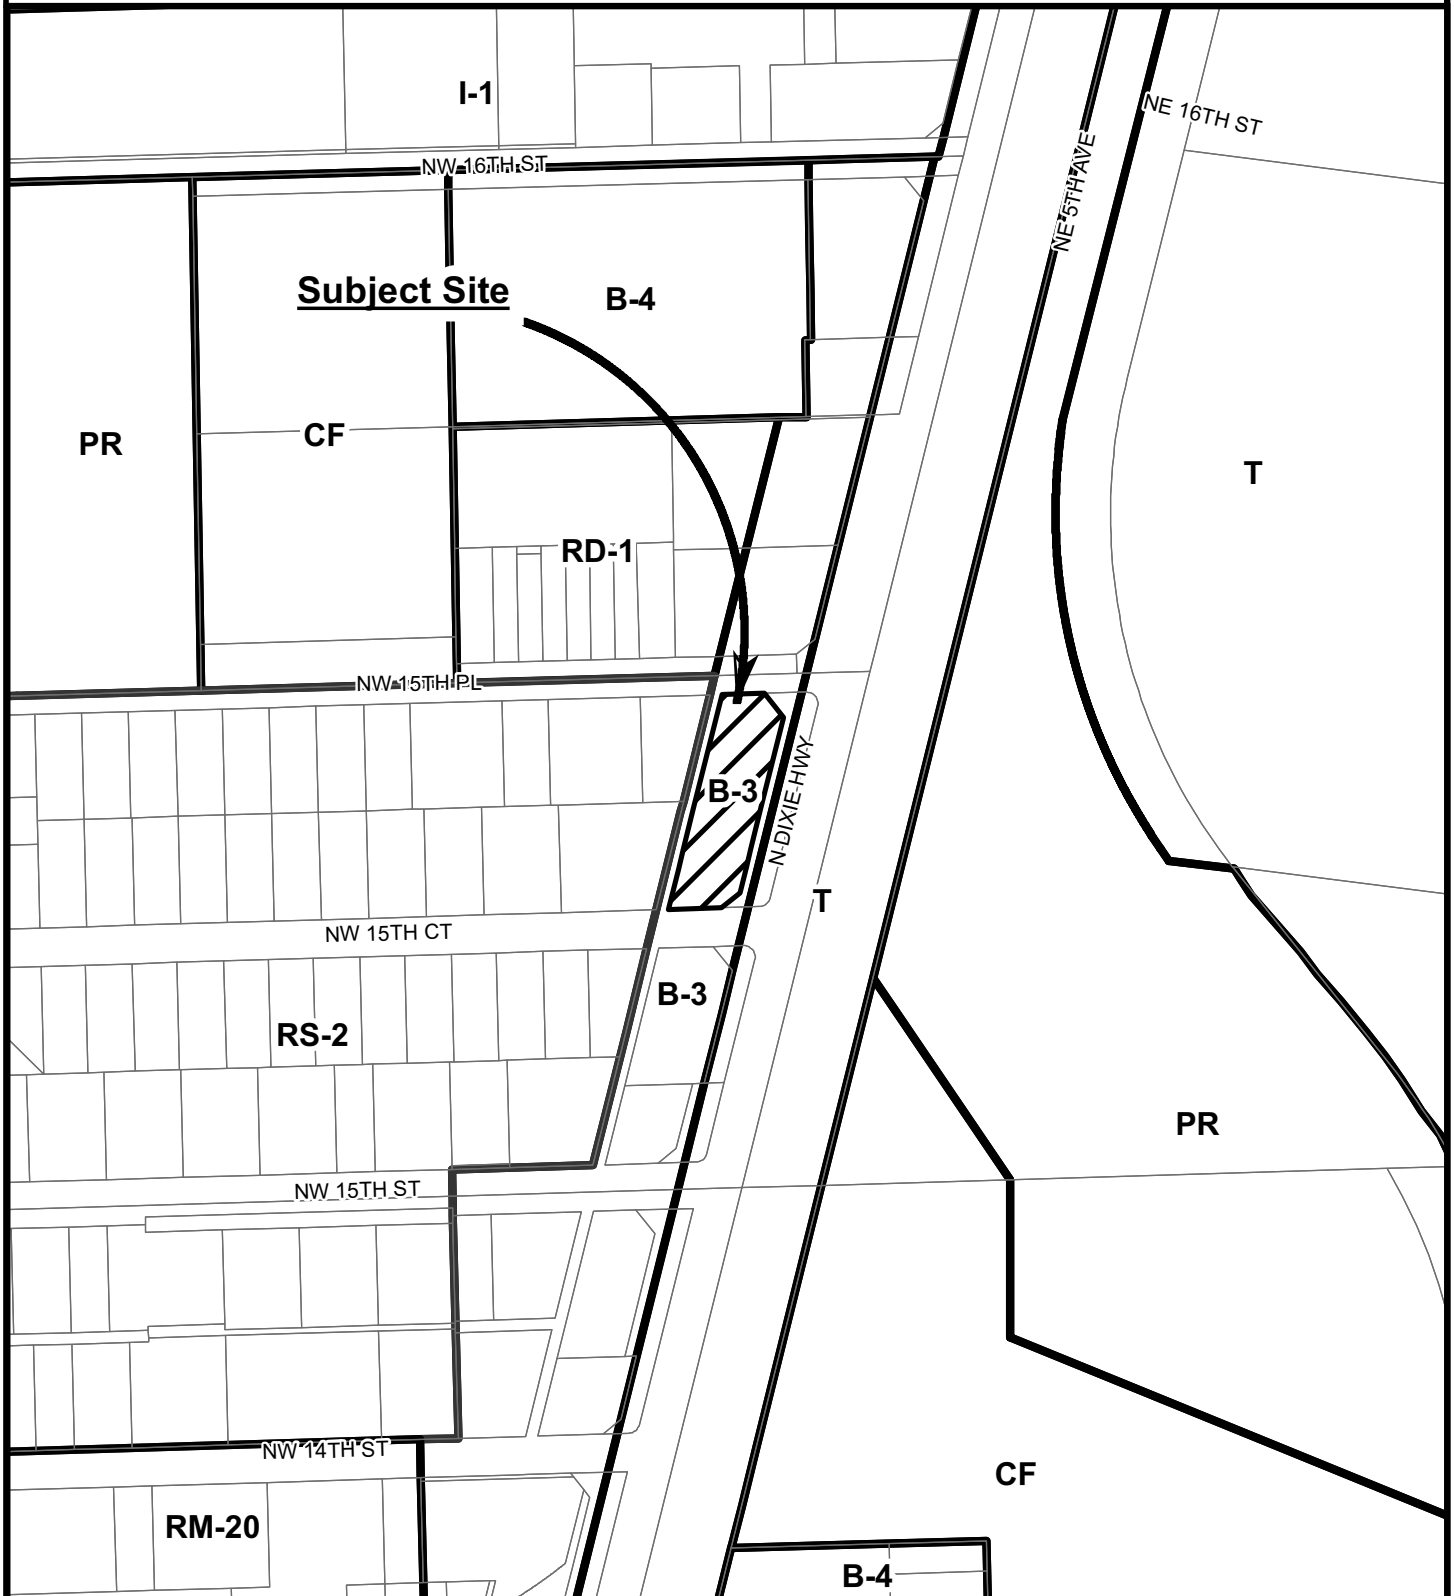 I-1
NE 16TH ST
NW 16TH ST
NE 5TH AVE
Subject Site
B-4
PR
CF
T
RD-1
NW 15TH PL
B-3
N DIXIE HWY
T
NW 15TH CT
B-3
RS-2
PR
NW 15TH ST
NW 14TH ST
CF
RM-20
B-4